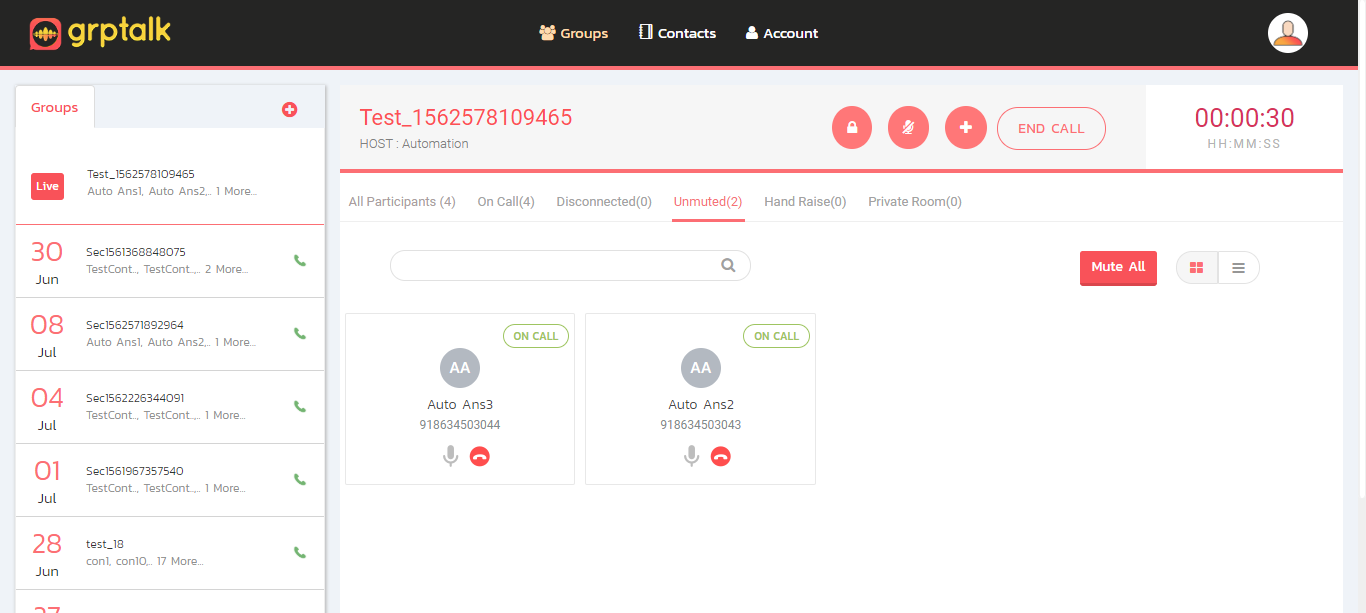 grptalk
Groups
Contacts
Account
Groups
Live
Test_1562578109465
Auto Ans1, Auto Ans2,.. 1 More...
30
Jun
Sec1561368848075
TestCont.., TestCont..,.. 2 More...
08
Jul
Sec1562571892964
Auto Ans1, Auto Ans2,.. 1 More...
04
Jul
Sec1562226344091
TestCont.., TestCont..,.. 1 More...
01
Jul
Sec1561967357540
TestCont.., TestCont..,.. 1 More...
28
Jun
test_18
con1, con10,.. 17 More...
27
Test_1562578109465
HOST : Automation
END CALL
00:00:30
HH:MM:SS
All Participants (4) On Call(4) Disconnected(0) Unmuted(2) Hand Raise(0) Private Room(0)
Mute All
ON CALL
AA
Auto Ans3
918634503044
ON CALL
AA
Auto Ans2
918634503043